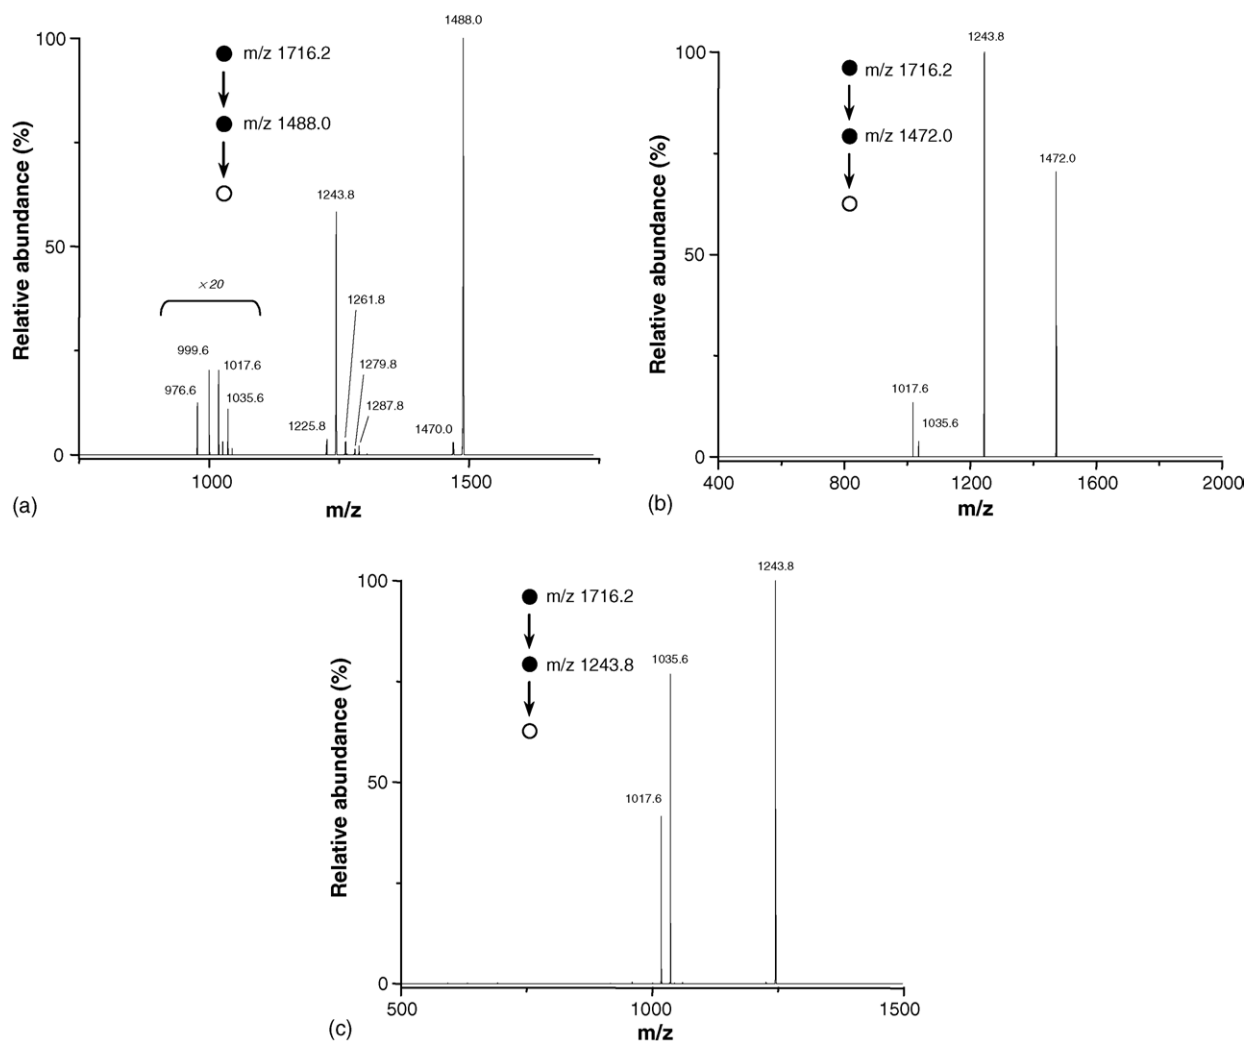 1488.0
100
m/z 1716.2
m/z 1488.0
1243.8
50
× 20
1261.8
999.6
1017.6
1279.8
976.6
1035.6
1287.8
1225.8
1470.0
0
1000
1500
m/z
Relative abundance (%)
(a)
1243.8
100
m/z 1716.2
m/z 1472.0
1472.0
50
1017.6
1035.6
0
400
800
1200
1600
2000
m/z
Relative abundance (%)
(b)
1243.8
100
m/z 1716.2
1035.6
m/z 1243.8
50
1017.6
0
500
1000
1500
m/z
Relative abundance (%)
(c)